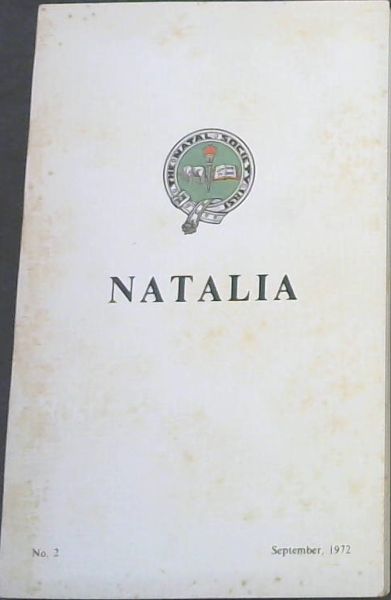 THE NATAL SOCIETY
NATALIA
No. 2
September, 1972